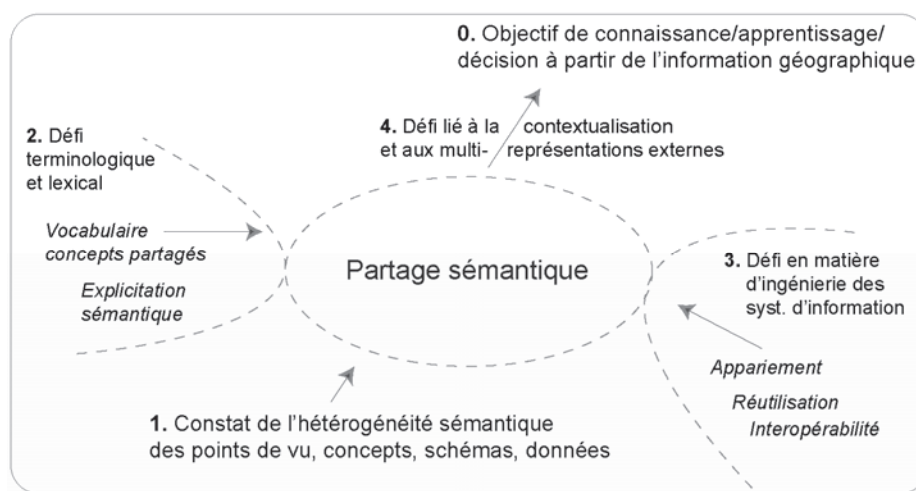 0. Objectif de connaissance/apprentissage/
décision à partir de l'information géographique
4. Défi lié à la contextualisation
et aux multi- représentations externes
2. Défi
terminologique
et lexical
Vocabulaire
concepts partagés
Explicitation
sémantique
Partage sémantique
3. Défi en matière
d'ingénierie des
syst. d'information
Appariement
Réutilisation
Interopérabilité
1. Constat de l'hétérogénéité sémantique
des points de vu, concepts, schémas, données